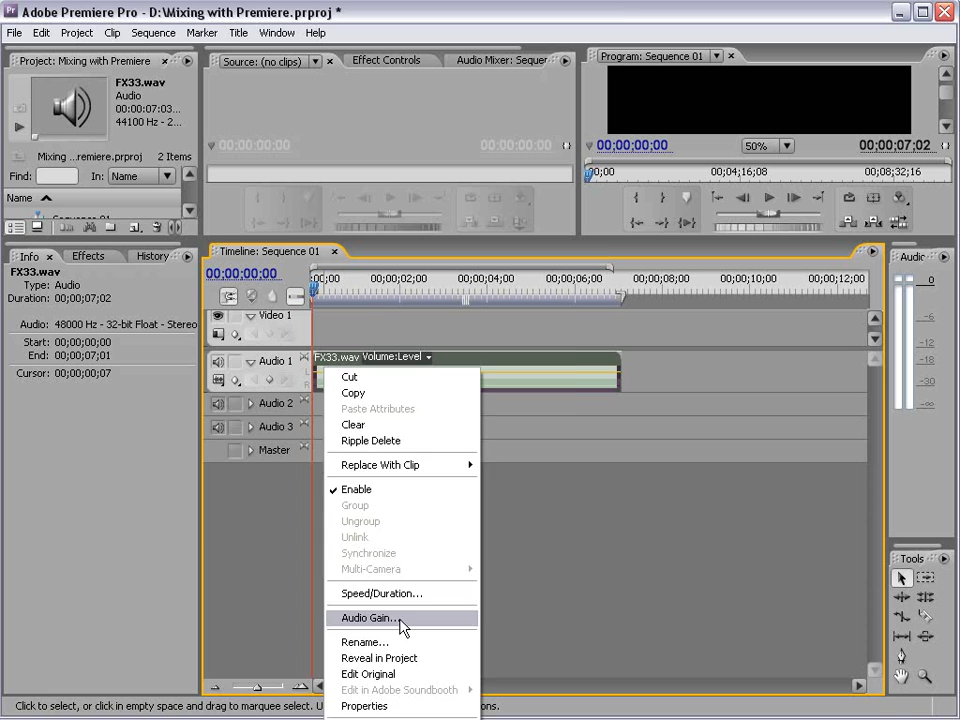 Adobe Premiere Pro - D:\Mixing with Premiere.prproj *
File Edit Project Clip Sequence Marker Title Window Help
Project: Mixing with Premiere
FX33.wav
Audio
00:00:07:03...
44100 Hz - 2...
Mixing ...remiere.prproj 2 Items
Find: In: Name
Name
Source: (no clips) Effect Controls Audio Mixer: Sequer
00:00:00:00 00:00:00:00
Program: Sequence 01
00;00;00;00 50% 00;00;07;02
00;00 00;04;16;08 00;08;32;16
Info Effects History
FX33.wav
Type: Audio
Duration: 00;00;07;02
Audio: 48000 Hz - 32-bit Float - Stereo
Start: 00;00;00;00
End: 00;00;07;01
Cursor: 00;00;00;07
Timeline: Sequence 01
00;00;00;00
00;00 00;00;02;00 00;00;04;00 00;00;06;00 00;00;08;00 00;00;10;00 00;00;12;00
Video 1
Audio 1
FX33.wav Volume:Level
Audio 2
Audio 3
Master
Cut
Copy
Paste Attributes
Clear
Ripple Delete
Replace With Clip
Enable
Group
Ungroup
Unlink
Synchronize
Multi-Camera
Speed/Duration...
Audio Gain...
Rename...
Reveal in Project
Edit Original
Edit in Adobe Soundbooth
Properties
Audic
0
-6
-12
-18
-30
-∞
Tools
Click to select, or click in empty space and drag to marquee select. U
ons.